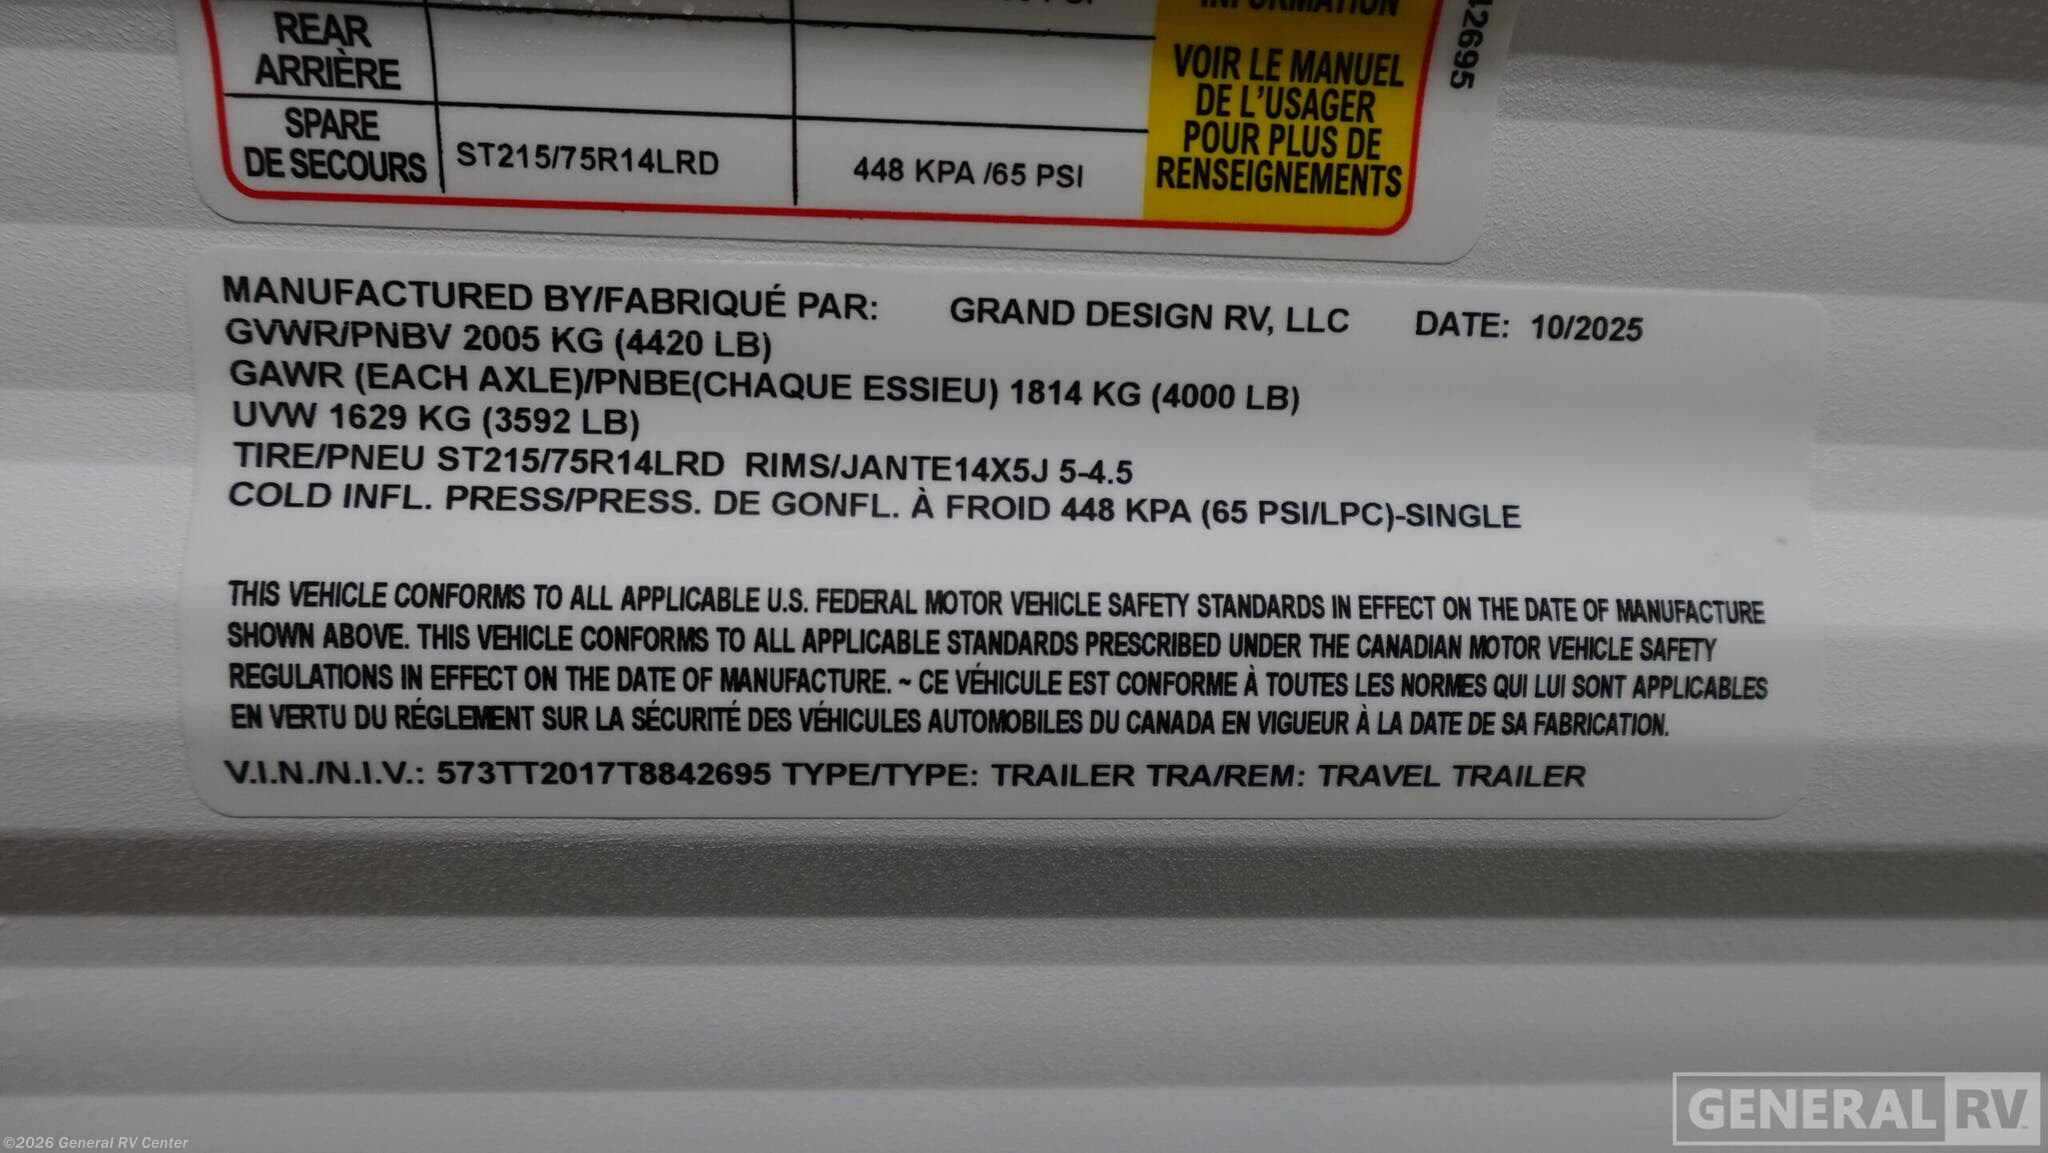 REAR
ARRIÈRE
INFORMATION
VOIR LE MANUEL
DE L'USAGER
POUR PLUS DE
RENSEIGNEMENTS
SPARE
DE SECOURS
ST215/75R14LRD
448 KPA /65 PSI
42695
MANUFACTURED BY/FABRIQUÉ PAR: GRAND DESIGN RV, LLC DATE: 10/2025
GVWR/PNBV 2005 KG (4420 LB)
GAWR (EACH AXLE)/PNBE(CHAQUE ESSIEU) 1814 KG (4000 LB)
UVW 1629 KG (3592 LB)
TIRE/PNEU ST215/75R14LRD RIMS/JANTE14X5J 5-4.5
COLD INFL. PRESS/PRESS. DE GONFL. À FROID 448 KPA (65 PSI/LPC)-SINGLE
THIS VEHICLE CONFORMS TO ALL APPLICABLE U.S. FEDERAL MOTOR VEHICLE SAFETY STANDARDS IN EFFECT ON THE DATE OF MANUFACTURE
SHOWN ABOVE. THIS VEHICLE CONFORMS TO ALL APPLICABLE STANDARDS PRESCRIBED UNDER THE CANADIAN MOTOR VEHICLE SAFETY
REGULATIONS IN EFFECT ON THE DATE OF MANUFACTURE. ~ CE VÉHICULE EST CONFORME À TOUTES LES NORMES QUI LUI SONT APPLICABLES
EN VERTU DU RÉGLEMENT SUR LA SÉCURITÉ DES VÉHICULES AUTOMOBILES DU CANADA EN VIGUEUR À LA DATE DE SA FABRICATION.
V.I.N./N.I.V.: 573TT2017T8842695 TYPE/TYPE: TRAILER TRA/REM: TRAVEL TRAILER
GENERAL RV
©2026 General RV Center